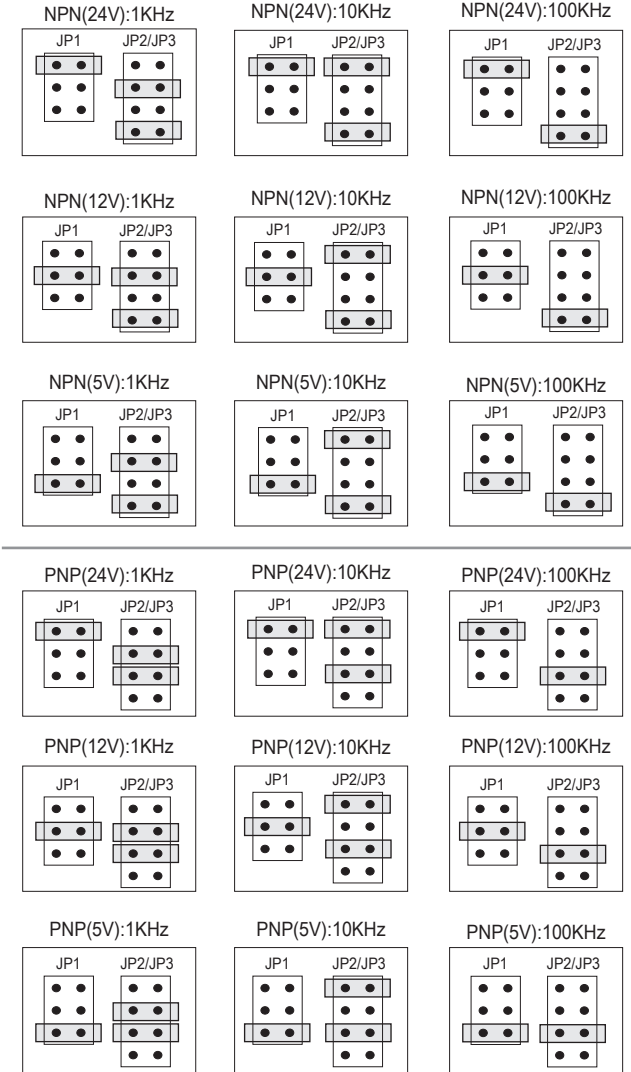 NPN(24V):1KHz NPN(24V):10KHz NPN(24V):100KHz
JP1 JP2/JP3 JP1 JP2/JP3 JP1 JP2/JP3
NPN(12V):1KHz NPN(12V):10KHz NPN(12V):100KHz
JP1 JP2/JP3 JP1 JP2/JP3 JP1 JP2/JP3
NPN(5V):1KHz NPN(5V):10KHz NPN(5V):100KHz
JP1 JP2/JP3 JP1 JP2/JP3 JP1 JP2/JP3
PNP(24V):1KHz PNP(24V):10KHz PNP(24V):100KHz
JP1 JP2/JP3 JP1 JP2/JP3 JP1 JP2/JP3
PNP(12V):1KHz PNP(12V):10KHz PNP(12V):100KHz
JP1 JP2/JP3 JP1 JP2/JP3 JP1 JP2/JP3
PNP(5V):1KHz PNP(5V):10KHz PNP(5V):100KHz
JP1 JP2/JP3 JP1 JP2/JP3 JP1 JP2/JP3